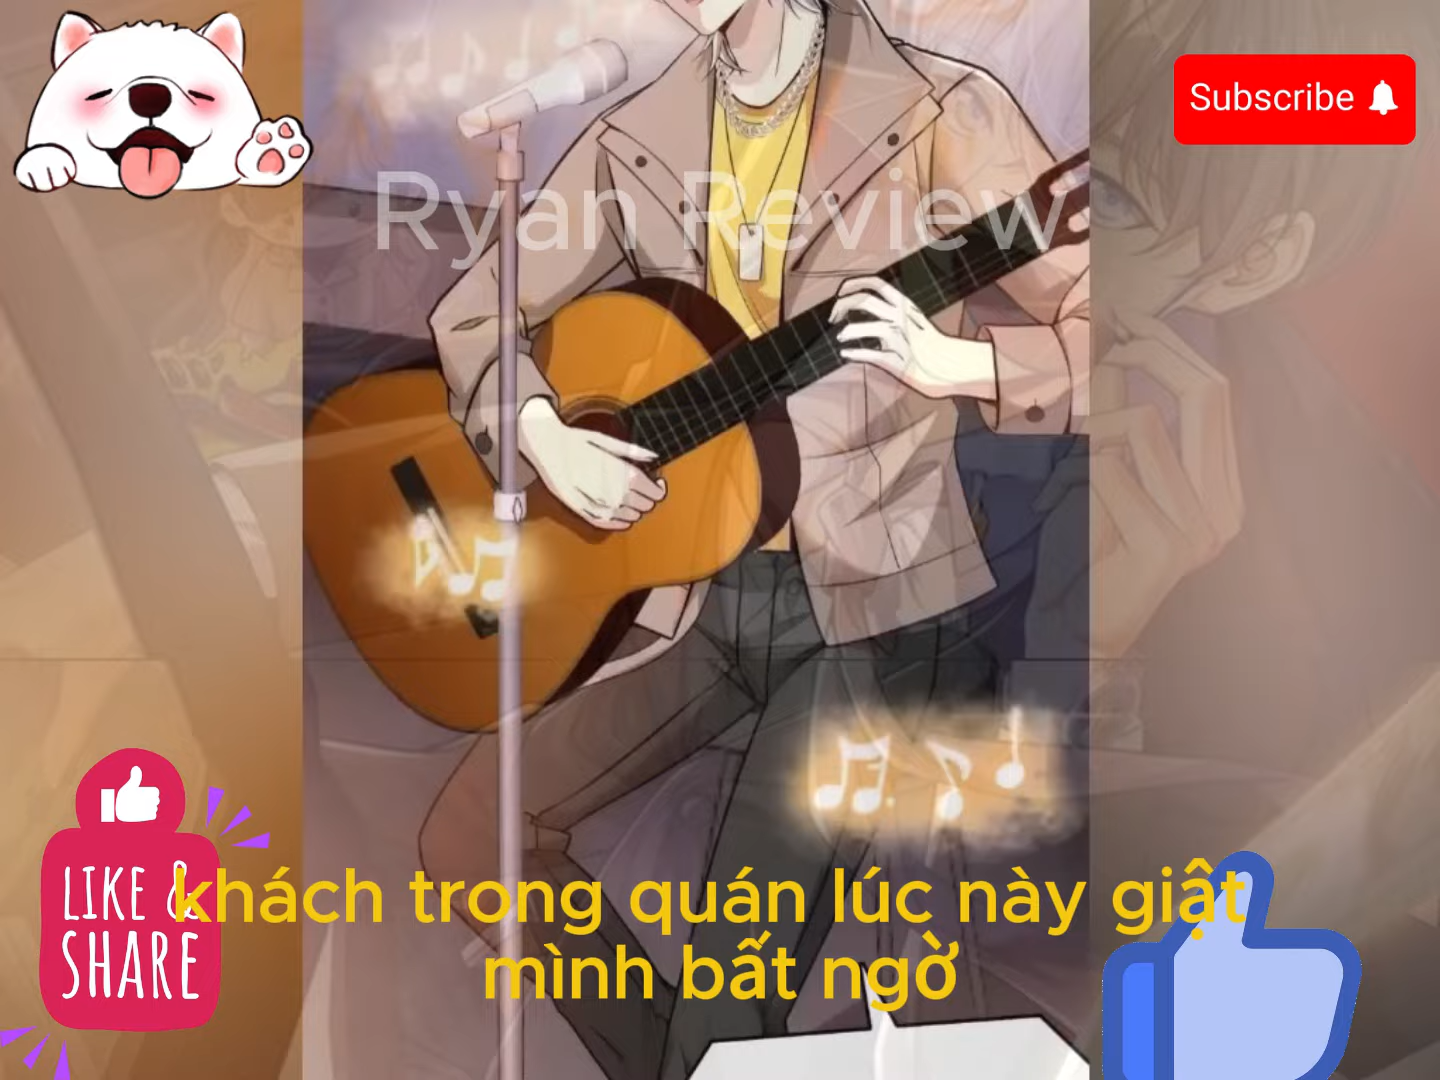 Subscribe
Ryan Review
LIKE &
SHARE
khách trong quán lúc này giật
mình bất ngờ